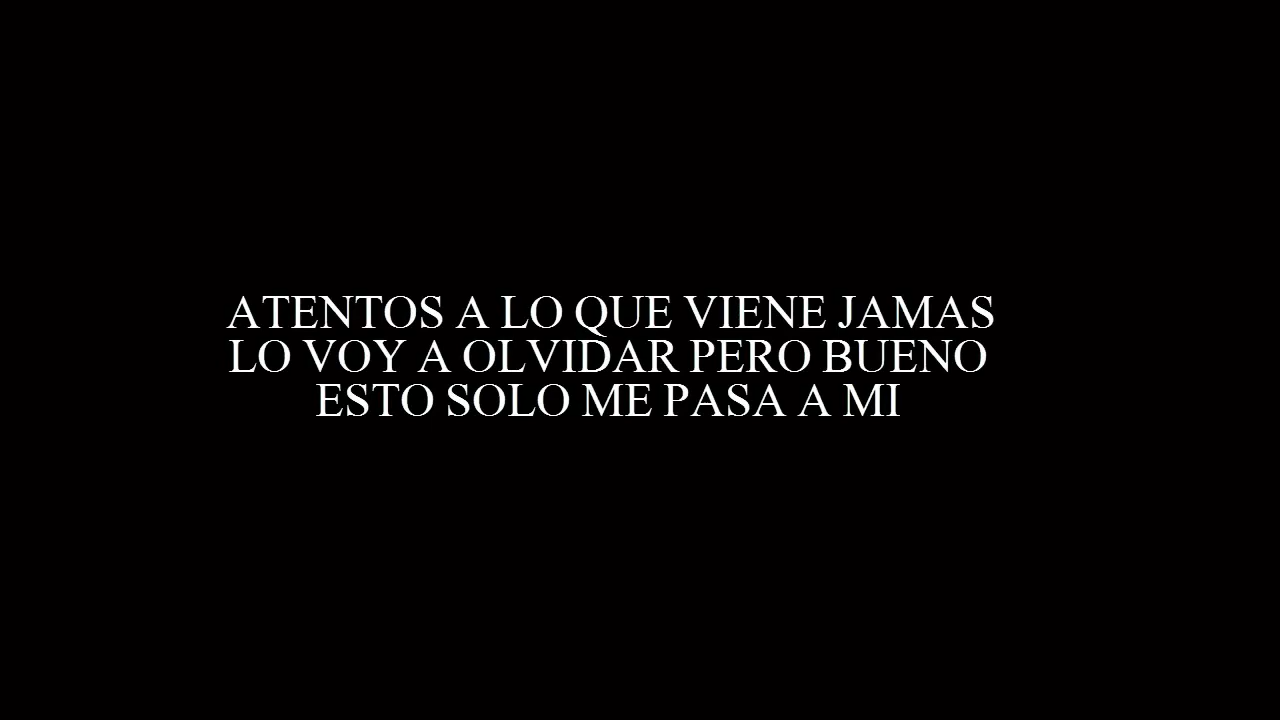 ATENTOS A LO QUE VIENE JAMAS
LO VOY A OLVIDAR PERO BUENO
ESTO SOLO ME PASA A MI